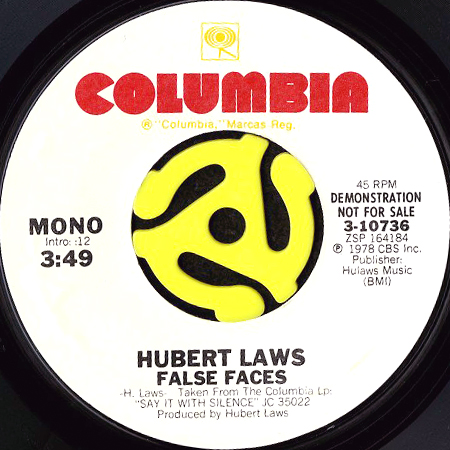 COLUMBIA
® "Columbia," Marcas Reg.
45 RPM
DEMONSTRATION
NOT FOR SALE
3-10736
ZSP 164184
℗ 1978 CBS Inc.
Publisher:
Hulaws Music
(BMI)
MONO
Intro: :12
3:49
HUBERT LAWS
FALSE FACES
-H. Laws- Taken From The Columbia Lp:
"SAY IT WITH SILENCE" JC 35022
Produced by Hubert Laws